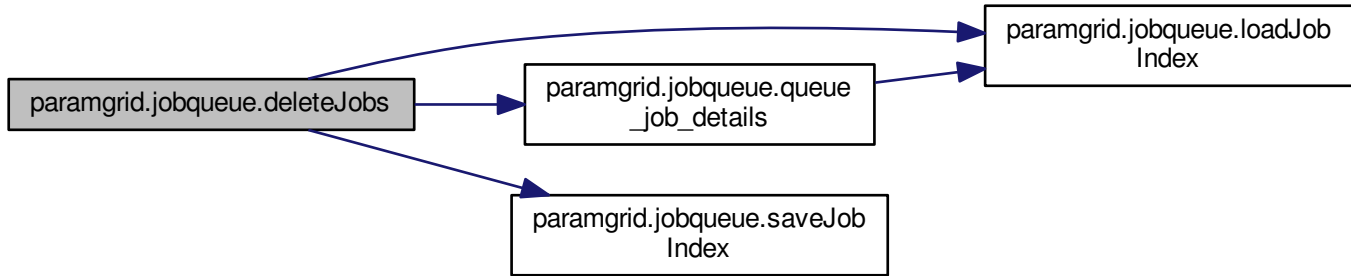 paramgrid.jobqueue.deleteJobs
paramgrid.jobqueue.queue
_job_details
paramgrid.jobqueue.loadJob
Index
paramgrid.jobqueue.saveJob
Index